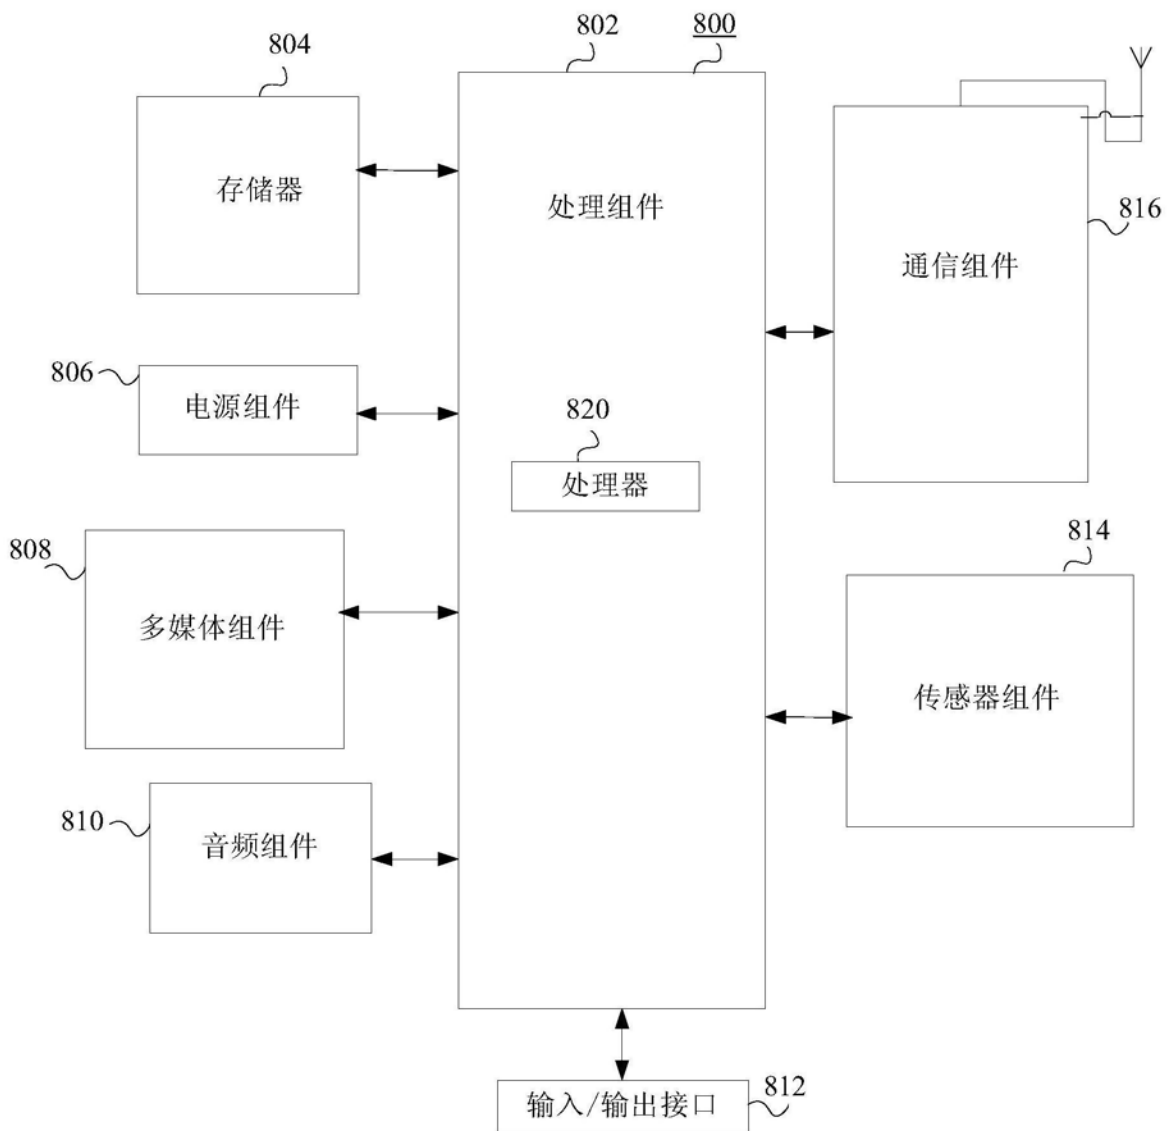 802
800
804
存储器
处理组件
816
通信组件
806
电源组件
820
处理器
808
多媒体组件
814
传感器组件
810
音频组件
812
输入/输出接口